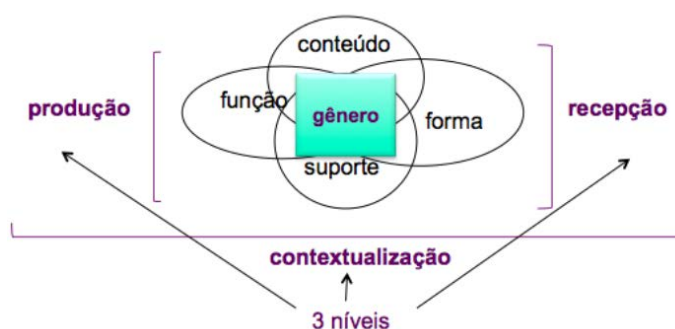 conteúdo
produção
função
gênero
forma
recepção
suporte
contextualização
3 níveis